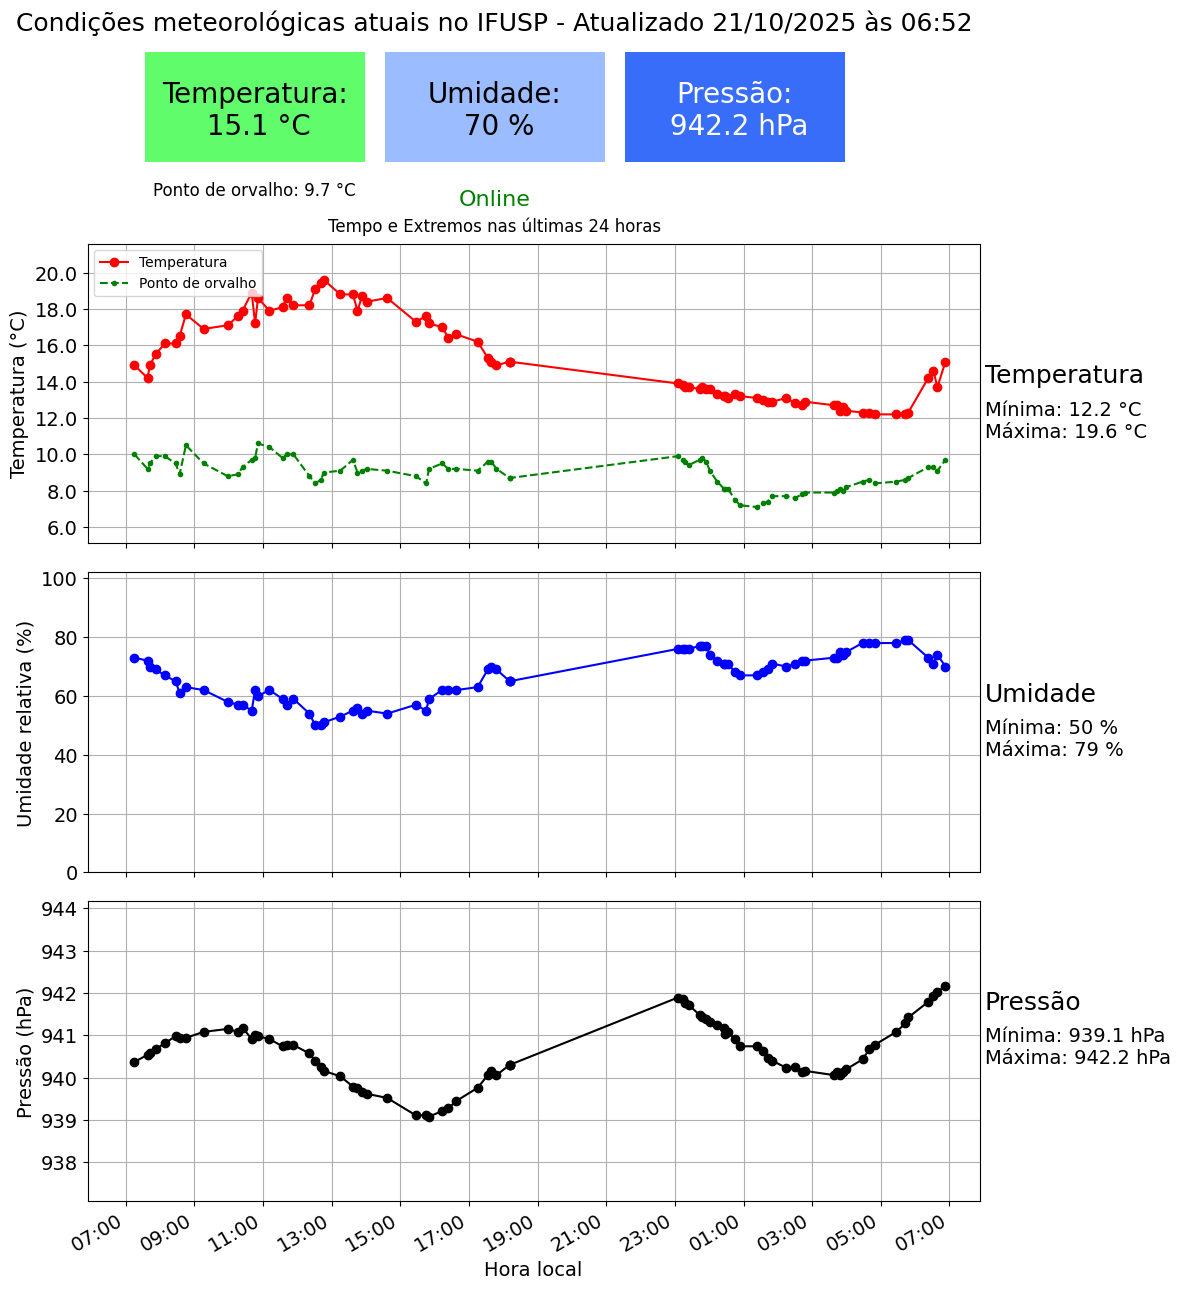 Condições meteorológicas atuais no IFUSP - Atualizado 21/10/2025 às 06:52
Temperatura:
15.1 °C
Umidade:
70 %
Pressão:
942.2 hPa
Ponto de orvalho: 9.7 °C
Online
Tempo e Extremos nas últimas 24 horas
Temperatura
Ponto de orvalho
Temperatura (°C)
20.0
18.0
16.0
14.0
12.0
10.0
8.0
6.0
Temperatura
Mínima: 12.2 °C
Máxima: 19.6 °C
Umidade relativa (%)
100
80
60
40
20
0
Umidade
Mínima: 50 %
Máxima: 79 %
Pressão (hPa)
944
943
942
941
940
939
938
Pressão
Mínima: 939.1 hPa
Máxima: 942.2 hPa
07:00
09:00
11:00
13:00
15:00
17:00
19:00
21:00
23:00
01:00
03:00
05:00
07:00
Hora local